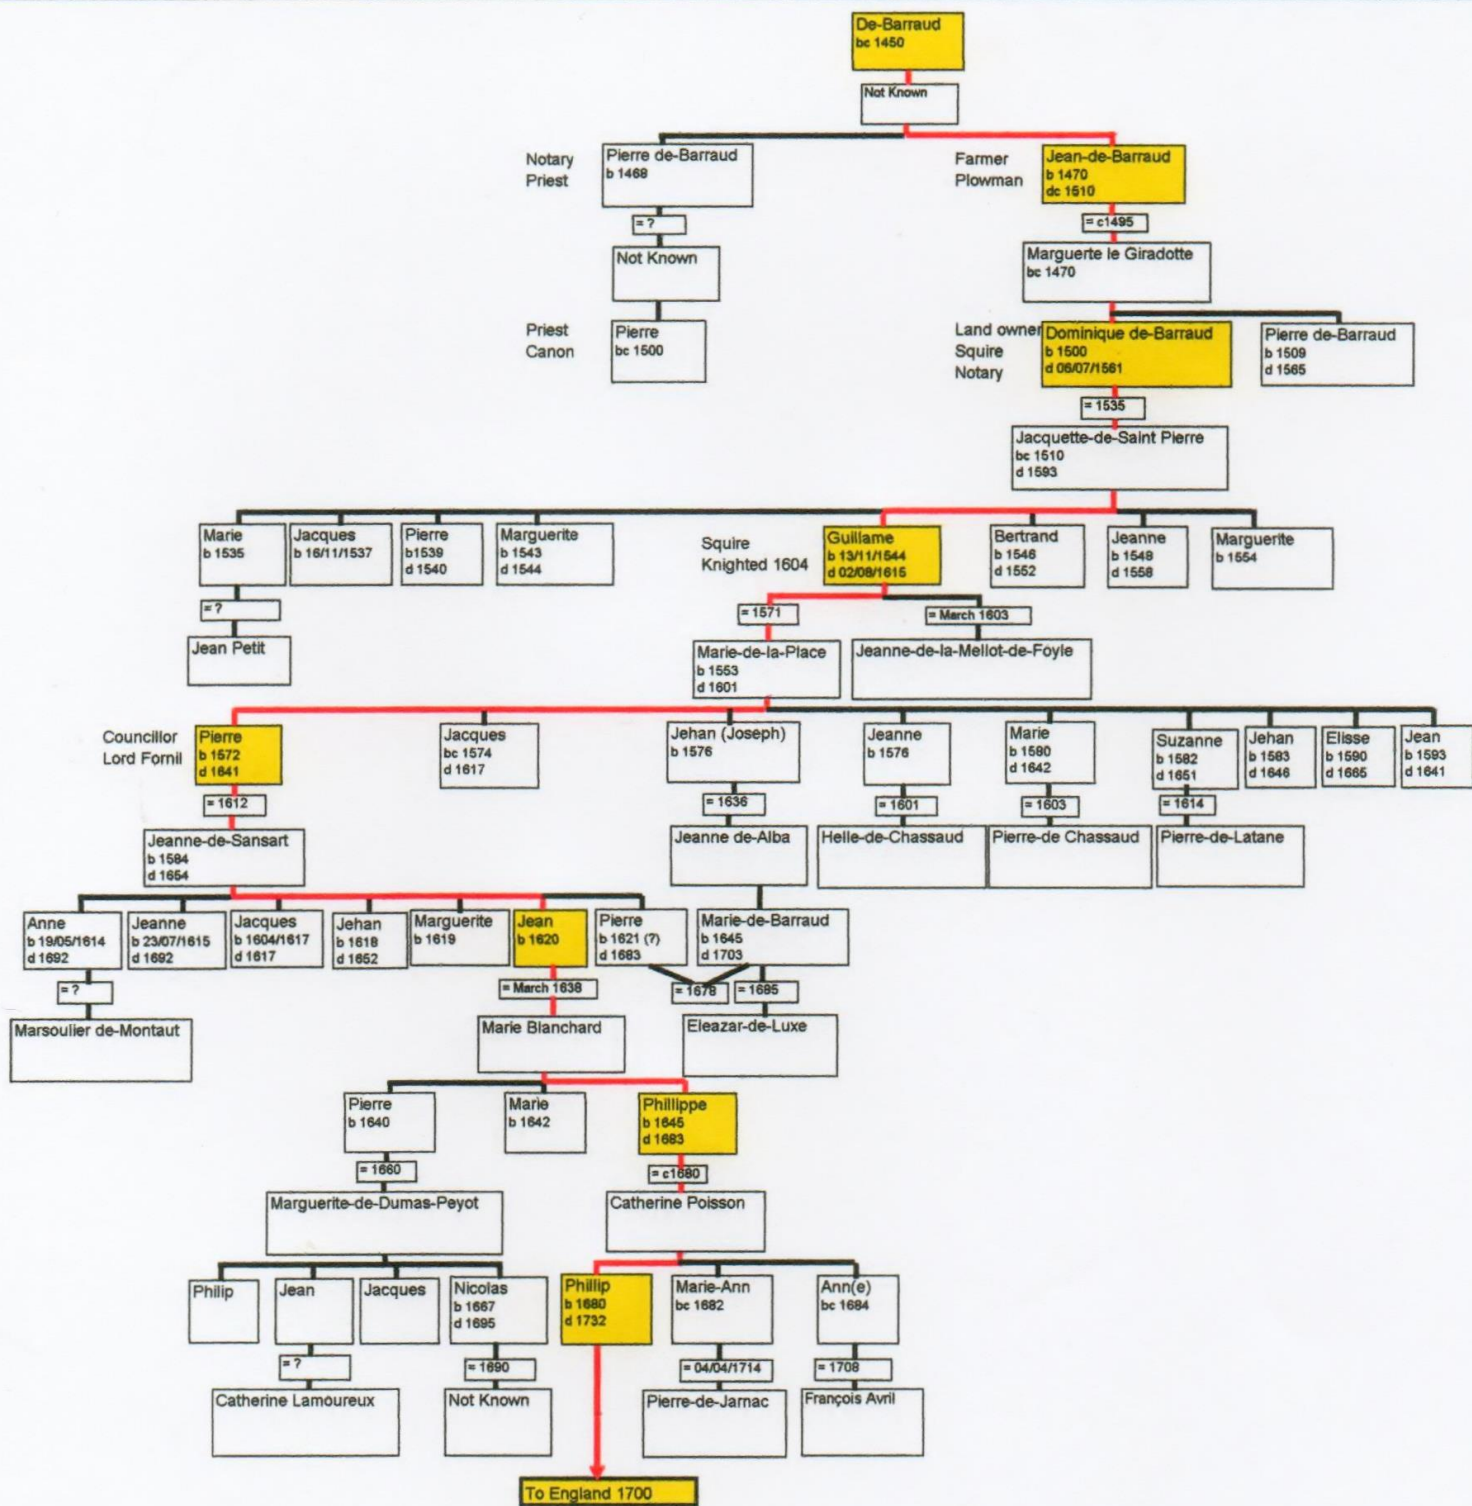 De-Barraud
bc 1450
Not Known
Notary
Priest
Pierre de-Barraud
b 1468
Farmer
Plowman
Jean-de-Barraud
b 1470
dc 1510
= ?
= c1495
Not Known
Marguerte le Giradotte
bc 1470
Priest
Canon
Pierre
bc 1500
Land owner
Squire
Notary
Dominique de-Barraud
b 1500
d 06/07/1561
Pierre de-Barraud
b 1509
d 1565
= 1535
Jacquette-de-Saint Pierre
bc 1510
d 1593
Marie
b 1535
Jacques
b 16/11/1537
Pierre
b1539
d 1540
Marguerite
b 1543
d 1544
Squire
Knighted 1604
Guillame
b 13/11/1544
d 02/08/1615
Bertrand
b 1546
d 1552
Jeanne
b 1548
d 1558
Marguerite
b 1554
= ?
= 1571
= March 1603
Jean Petit
Marie-de-la-Place
b 1553
d 1601
Jeanne-de-la-Mellot-de-Foyle
Councillor
Lord Fornil
Pierre
b 1572
d 1641
Jacques
bc 1574
d 1617
Jehan (Joseph)
b 1576
Jeanne
b 1576
Marie
b 1580
d 1642
Suzanne
b 1582
d 1651
Jehan
b 1583
d 1646
Elisse
b 1590
d 1665
Jean
b 1593
d 1641
= 1612
= 1636
= 1601
= 1603
= 1614
Jeanne-de-Sansart
b 1584
d 1654
Jeanne de-Alba
Helle-de-Chassaud
Pierre-de Chassaud
Pierre-de-Latane
Anne
b 19/05/1614
d 1692
Jeanne
b 23/07/1615
d 1692
Jacques
b 1604/1617
d 1617
Jehan
b 1618
d 1652
Marguerite
b 1619
Jean
b 1620
Pierre
b 1621 (?)
d 1683
Marie-de-Barraud
b 1645
d 1703
= ?
= March 1638
= 1678
= 1685
Marsoulier de-Montaut
Marie Blanchard
Eleazar-de-Luxe
Pierre
b 1640
Marie
b 1642
Phillippe
b 1645
d 1683
= 1660
= c1680
Marguerite-de-Dumas-Peyot
Catherine Poisson
Philip
Jean
Jacques
Nicolas
b 1667
d 1695
Phillip
b 1680
d 1732
Marie-Ann
bc 1682
Ann(e)
bc 1684
= ?
= 1690
= 04/04/1714
= 1708
Catherine Lamoureux
Not Known
Pierre-de-Jarnac
François Avril
To England 1700